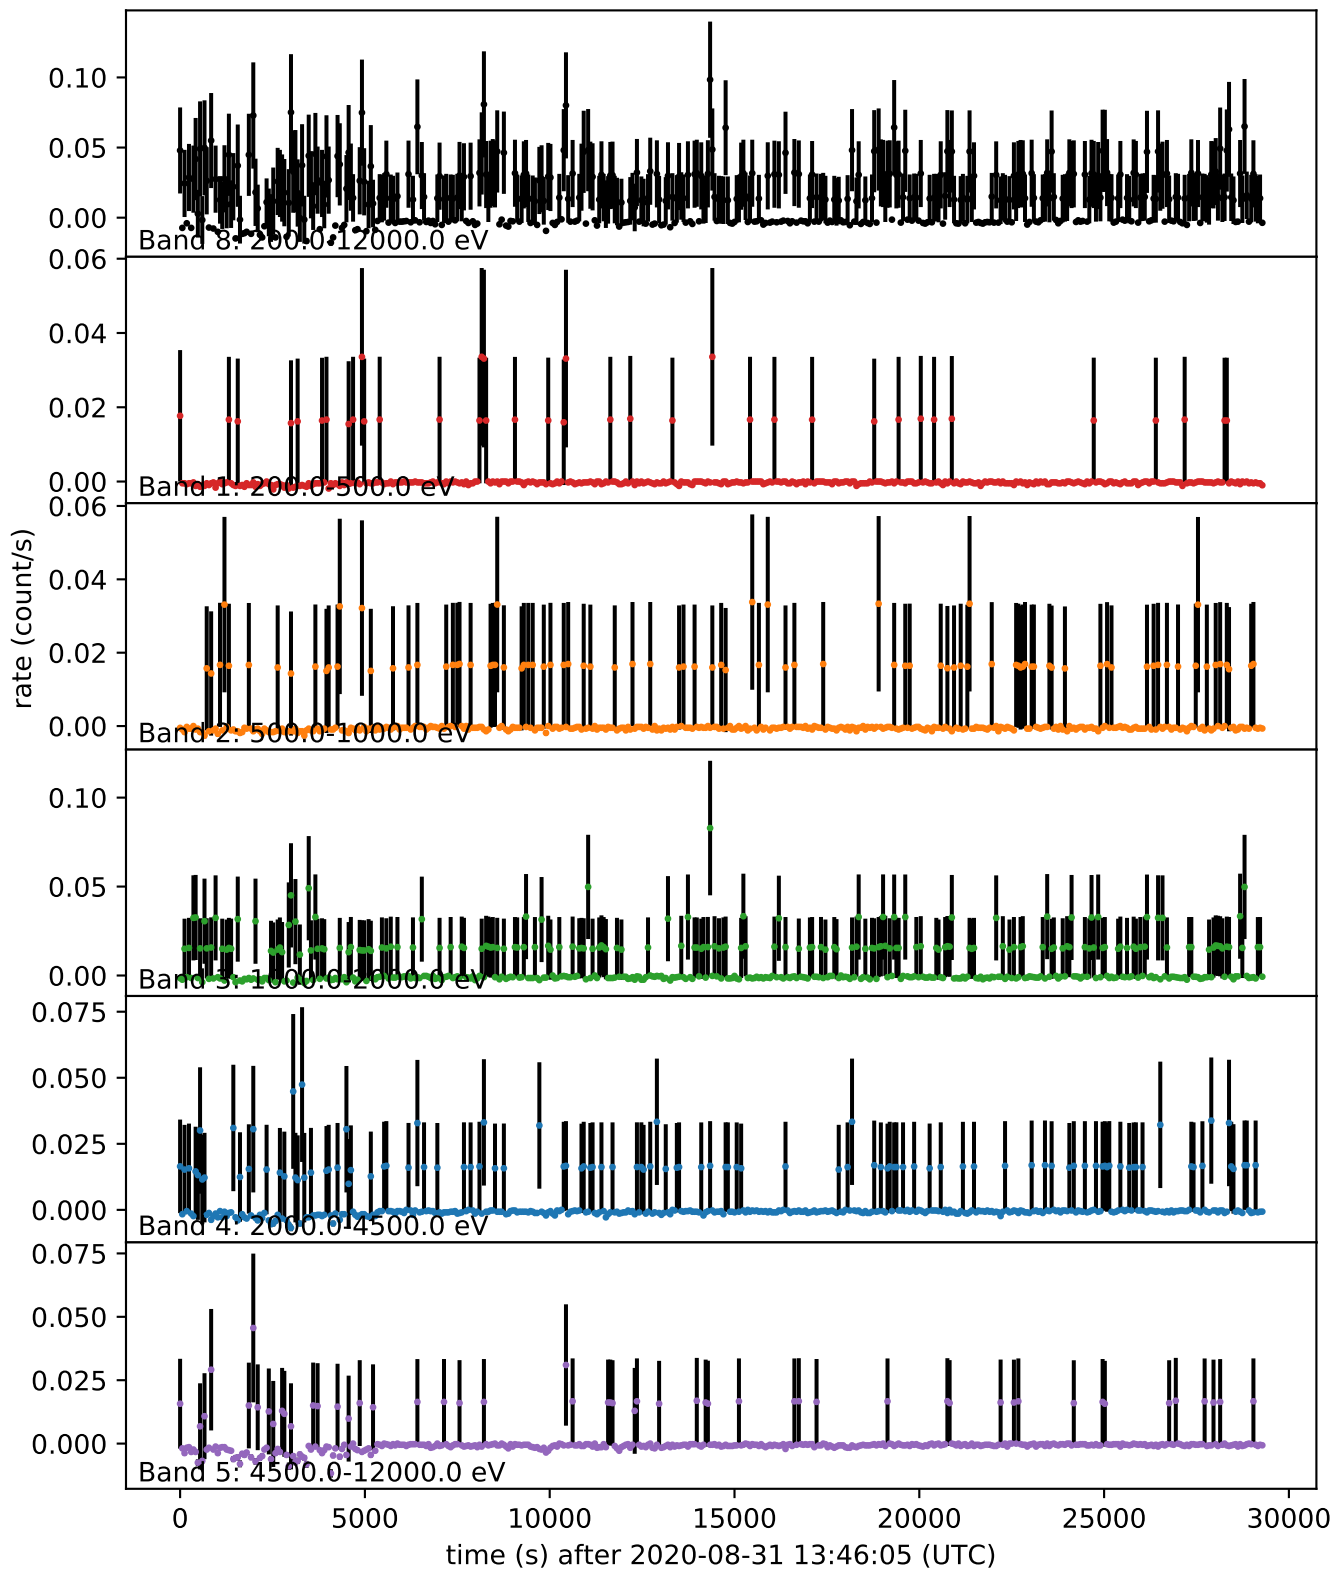 0.10
0.05
0.00
Band 8: 200.0-12000.0 eV
0.06
0.04
0.02
0.00
Band 1: 200.0-500.0 eV
0.06
0.04
0.02
0.00
Band 2: 500.0-1000.0 eV
rate (count/s)
0.10
0.05
0.00
Band 3: 1000.0-2000.0 eV
0.075
0.050
0.025
0.000
Band 4: 2000.0-4500.0 eV
0.075
0.050
0.025
0.000
Band 5: 4500.0-12000.0 eV
0 5000 10000 15000 20000 25000 30000
time (s) after 2020-08-31 13:46:05 (UTC)